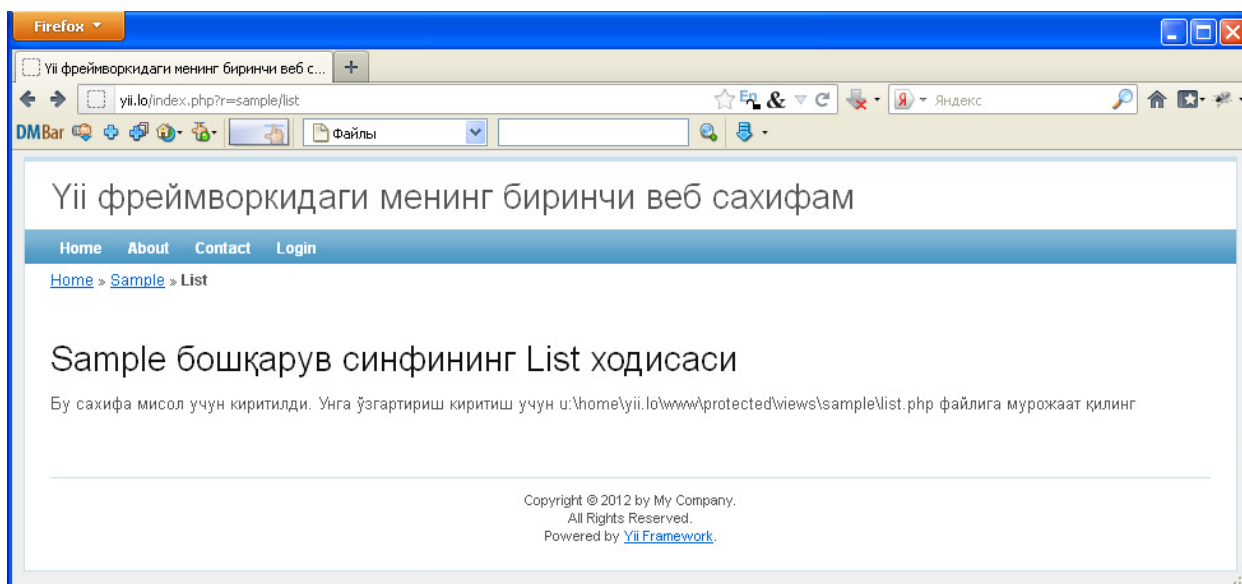 Firefox
Yii фреймворкидаги менинг биринчи веб с...
yii.lo/index.php?r=sample/list
Яндекс
DMBar Файлы
Yii фреймворкидаги менинг биринчи веб сахифам
Home About Contact Login
Home » Sample » List
Sample бошқарув синфининг List ходисаси
Бу сахифа мисол учун киритилди. Унга ўзгартириш киритиш учун u:\home\yii.lo\www\protected\views\sample\list.php файлига мурожаат қилинг
Copyright © 2012 by My Company.
All Rights Reserved.
Powered by Yii Framework.